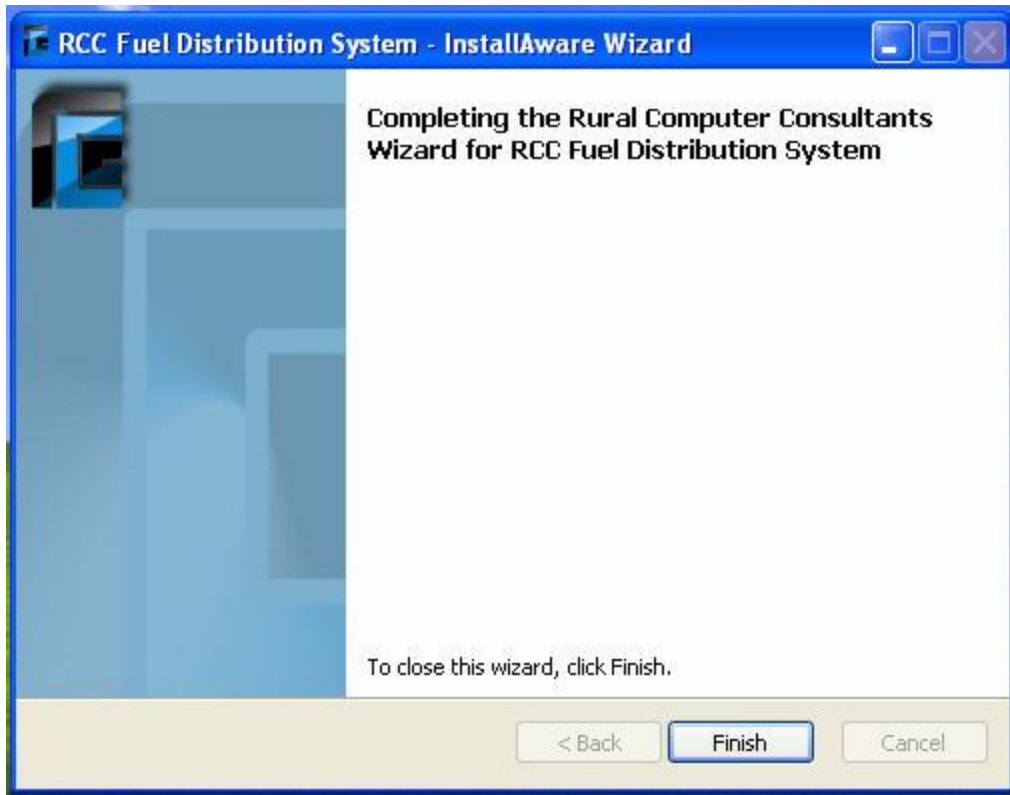 RCC Fuel Distribution System - InstallAware Wizard
Completing the Rural Computer Consultants
Wizard for RCC Fuel Distribution System
To close this wizard, click Finish.
< Back
Finish
Cancel